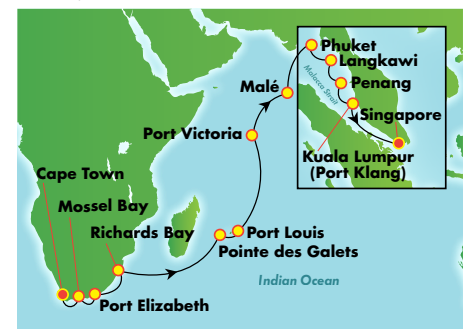 Phuket
Langkawi
Malacca Strait
Penang
Malé
Singapore
Port Victoria
Kuala Lumpur
(Port Klang)
Cape Town
Mossel Bay
Richards Bay
Port Louis
Pointe des Galets
Indian Ocean
Port Elizabeth